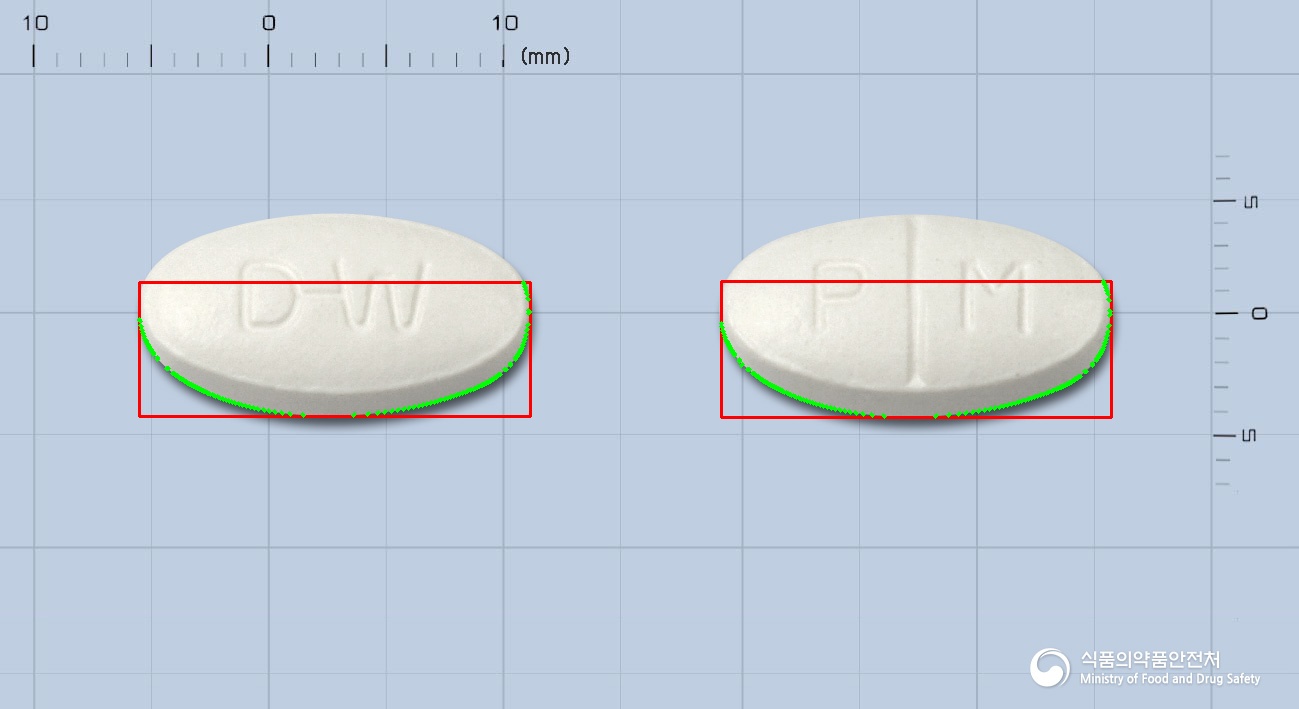 10 0 10
(mm)
D-W
P M
5
0
5
식품의약품안전처
Ministry of Food and Drug Safety